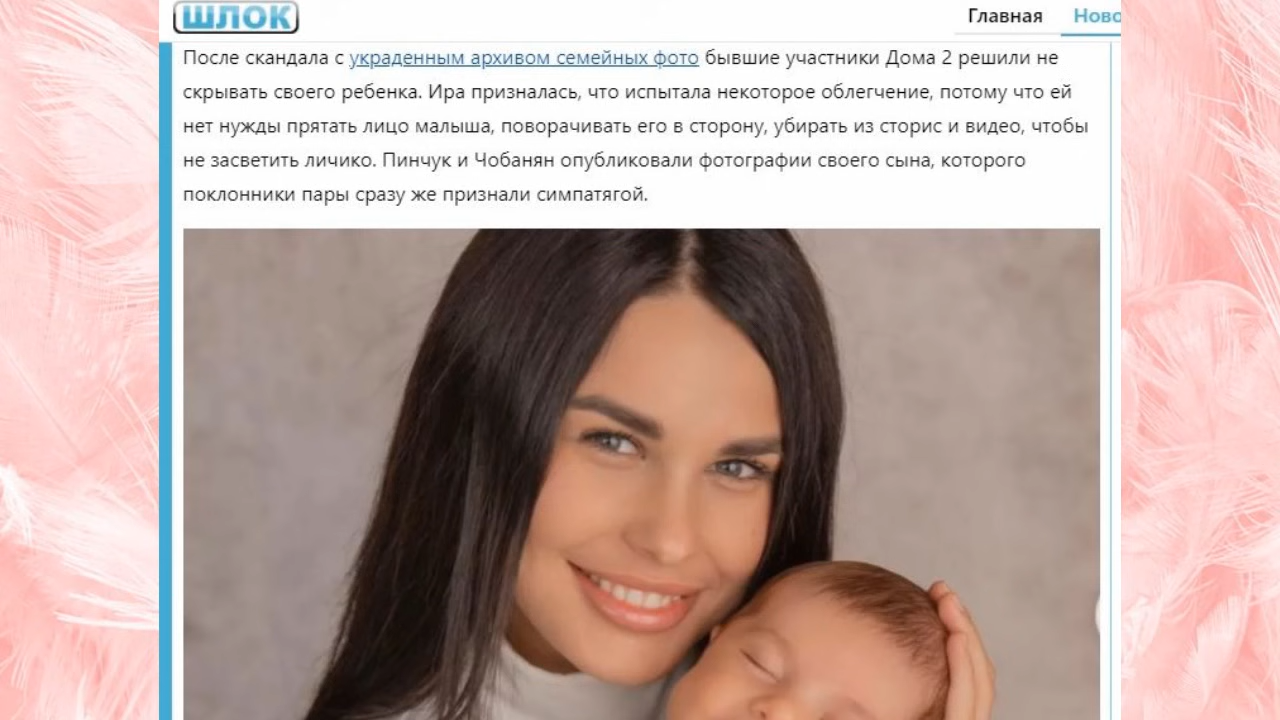 ШЛОК
Главная
После скандала с украденным архивом семейных фото бывшие участники Дома 2 решили не
скрывать своего ребенка. Ира призналась, что испытала некоторое облегчение, потому что ей
нет нужды прятать лицо малыша, поворачивать его в сторону, убирать из сторис и видео, чтобы
не засветить личико. Пинчук и Чобанян опубликовали фотографии своего сына, которого
поклонники пары сразу же признали симпатягой.